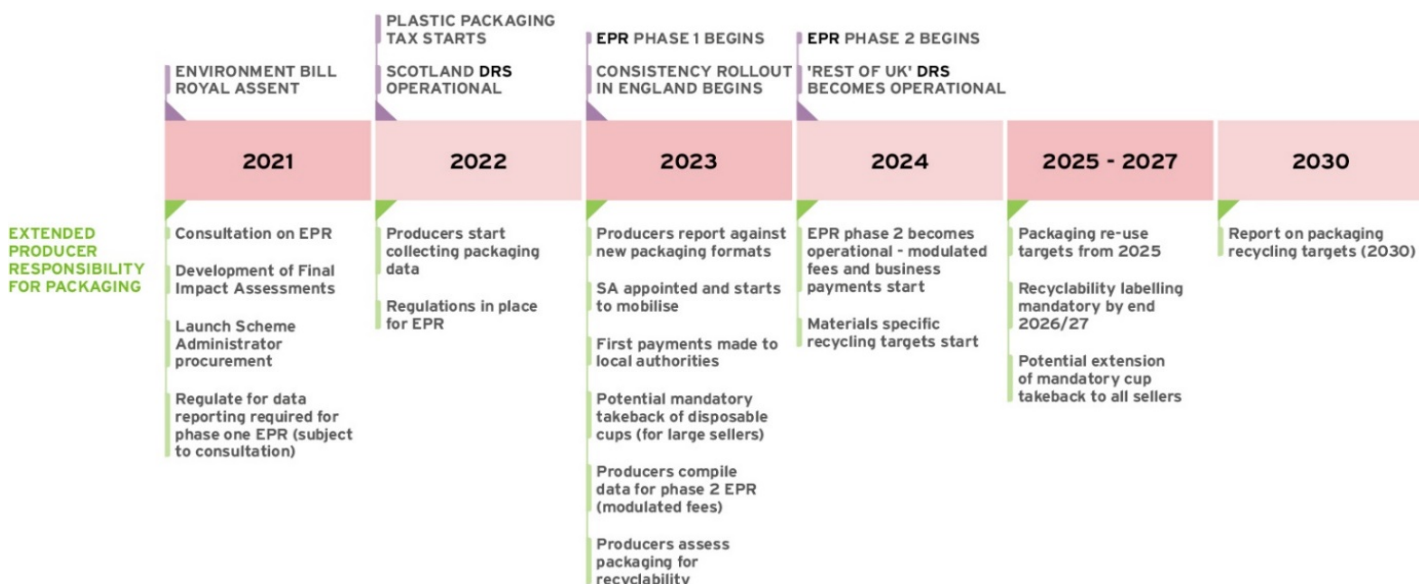 PLASTIC PACKAGING
TAX STARTS
EPR PHASE 1 BEGINS
EPR PHASE 2 BEGINS
ENVIRONMENT BILL
ROYAL ASSENT
SCOTLAND DRS
OPERATIONAL
CONSISTENCY ROLLOUT
IN ENGLAND BEGINS
'REST OF UK' DRS
BECOMES OPERATIONAL
2021
2022
2023
2024
2025 - 2027
2030
EXTENDED
PRODUCER
RESPONSIBILITY
FOR PACKAGING
Consultation on EPR
Development of Final
Impact Assessments
Launch Scheme
Administrator
procurement
Regulate for data
reporting required for
phase one EPR (subject
to consultation)
Producers start
collecting packaging
data
Regulations in place
for EPR
Producers report against
new packaging formats
SA appointed and starts
to mobilise
First payments made to
local authorities
Potential mandatory
takeback of disposable
cups (for large sellers)
Producers compile
data for phase 2 EPR
(modulated fees)
Producers assess
packaging for
recyclability
EPR phase 2 becomes
operational - modulated
fees and business
payments start
Materials specific
recycling targets start
Packaging re-use
targets from 2025
Recyclability labelling
mandatory by end
2026/27
Potential extension
of mandatory cup
takeback to all sellers
Report on packaging
recycling targets (2030)